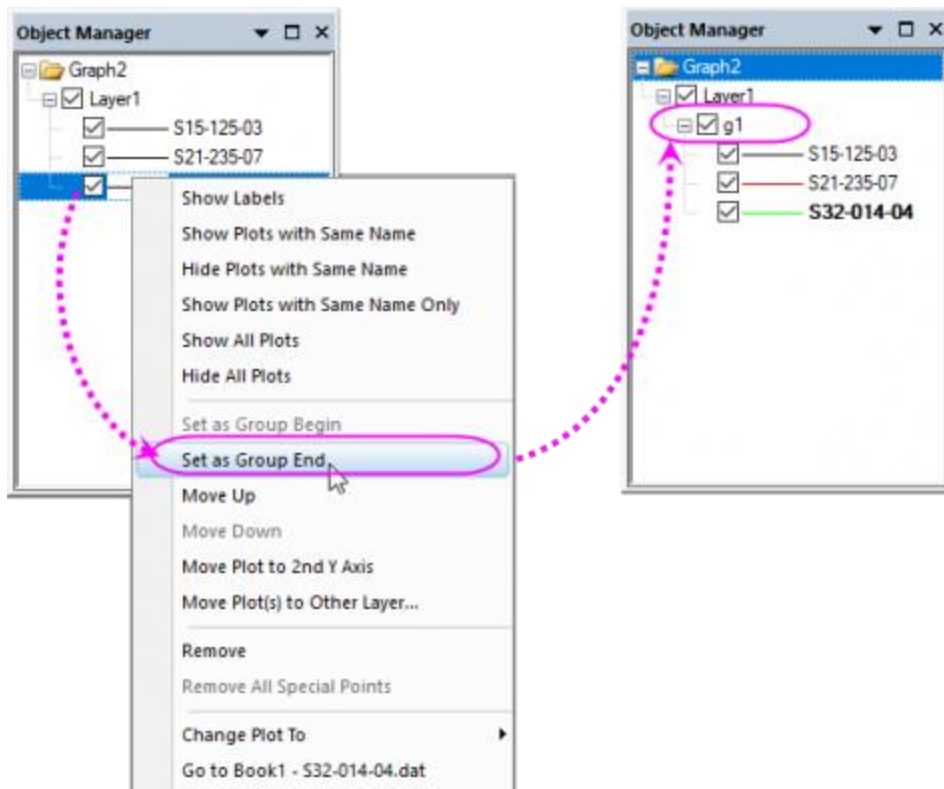 Object Manager
Graph2
Layer1
S15-125-03
S21-235-07
Show Labels
Show Plots with Same Name
Hide Plots with Same Name
Show Plots with Same Name Only
Show All Plots
Hide All Plots
Set as Group Begin
Set as Group End
Move Up
Move Down
Move Plot to 2nd Y Axis
Move Plot(s) to Other Layer...
Remove
Remove All Special Points
Change Plot To
Go to Book1 - S32-014-04.dat
Object Manager
Graph2
Layer1
g1
S15-125-03
S21-235-07
S32-014-04